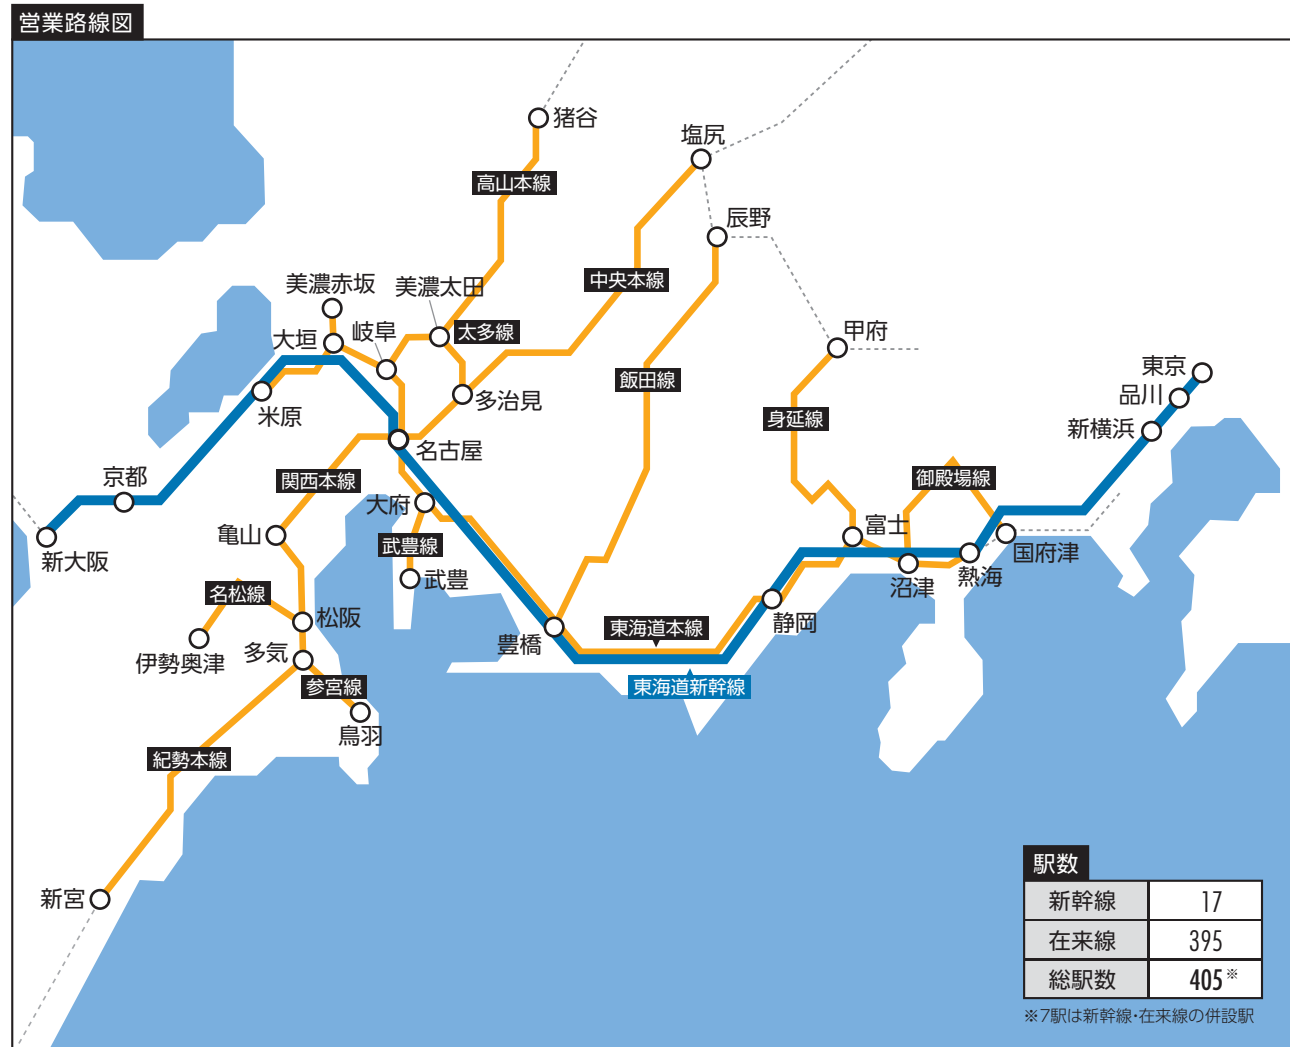 営業路線図
猪谷
塩尻
高山本線
辰野
中央本線
美濃赤坂
美濃太田
大垣
岐阜
太多線
甲府
東京
品川
新横浜
飯田線
多治見
米原
身延線
名古屋
京都
関西本線
御殿場線
大府
亀山
富士
新大阪
武豊線
国府津
武豊
沼津
熱海
名松線
松阪
静岡
伊勢奥津
多気
豊橋
東海道本線
参宮線
東海道新幹線
鳥羽
紀勢本線
新宮
駅数
新幹線 17
在来線 395
総駅数 405※
※7駅は新幹線・在来線の併設駅